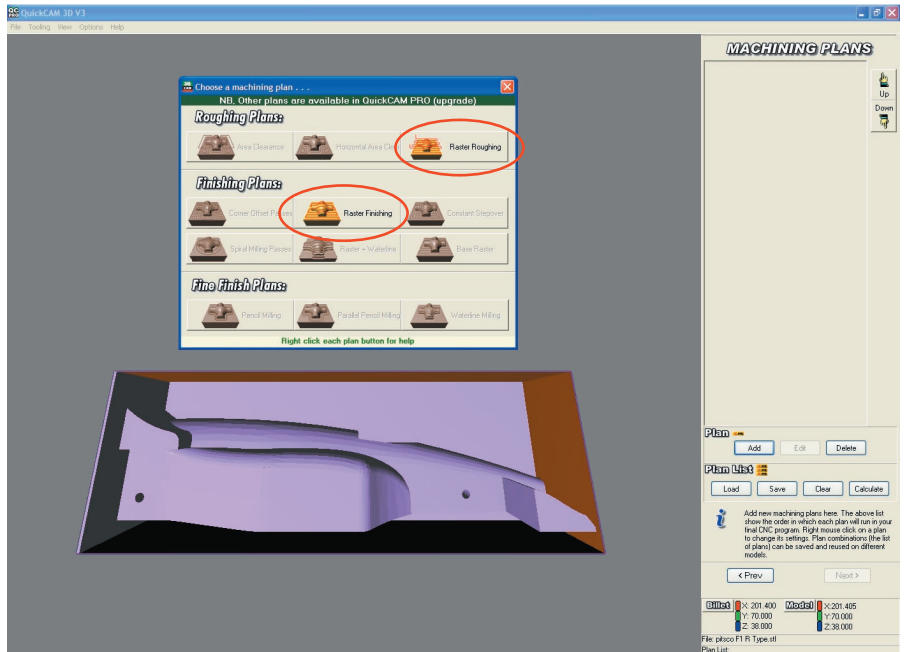 QuickCAM 3D V3
File Tooling View Options Help
MACHINING PLANS
Choose a machining plan . . .
NB. Other plans are available in QuickCAM PRO (upgrade)
Roughing Plans:
Area Clearance
Horizontal Area Cle
Raster Roughing
Finishing Plans:
Corner Offset Passes
Raster Finishing
Constant Stepover
Spiral Milling Passes
Raster + Waterline
Base Raster
Fine Finish Plans:
Pencil Milling
Parallel Pencil Milling
Waterline Milling
Right click each plan button for help
Up
Down
Plan
Add Edit Delete
Plan List
Load Save Clear Calculate
Add new machining plans here. The above list
show the order in which each plan will run in your
final CNC program. Right mouse click on a plan
to change its settings. Plan combinations (the list
of plans) can be saved and reused on different
models.
< Prev Next >
Billet X: 201.400 Model X:201.405
Y: 70.000 Y:70.000
Z: 38.000 Z:38.000
File: pitsco F1 R Type.stl
Plan List: